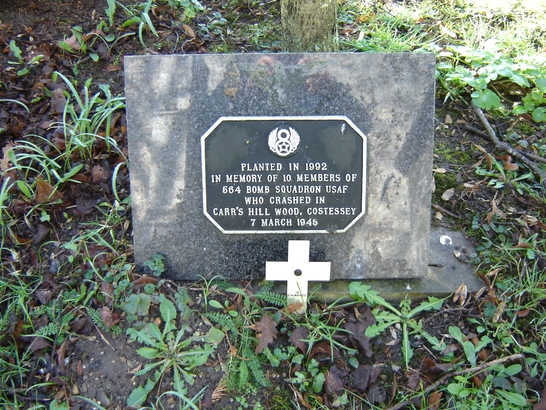 PLANTED IN 1992
IN MEMORY OF 10 MEMBERS OF
564 BOMB SQUADRON USAF
WHO CRASHED IN
CARR'S HILL WOOD, COSTESSEY
7 MARCH 1945